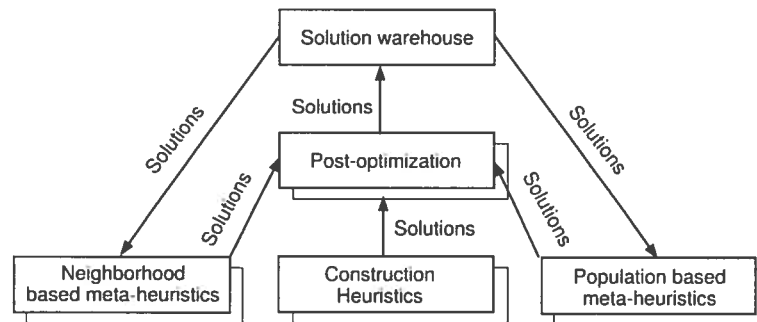 Solution warehouse
Solutions
Solutions
Solutions
Post-optimization
Solutions
Solutions
Solutions
Neighborhood
based meta-heuristics
Construction
Heuristics
Population based
meta-heuristics